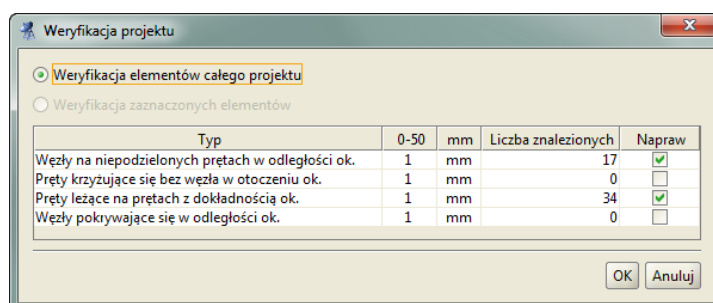 Weryfikacja projektu
Weryfikacja elementów całego projektu
Weryfikacja zaznaczonych elementów
Typ 0-50 mm Liczba znalezionych Napraw
Węzły na niepodzielonych prętach w odległości ok. 1 mm 17
Pręty krzyżujące się bez węzła w otoczeniu ok. 1 mm 0
Pręty leżące na prętach z dokładnością ok. 1 mm 34
Węzły pokrywające się w odległości ok. 1 mm 0
OK Anuluj